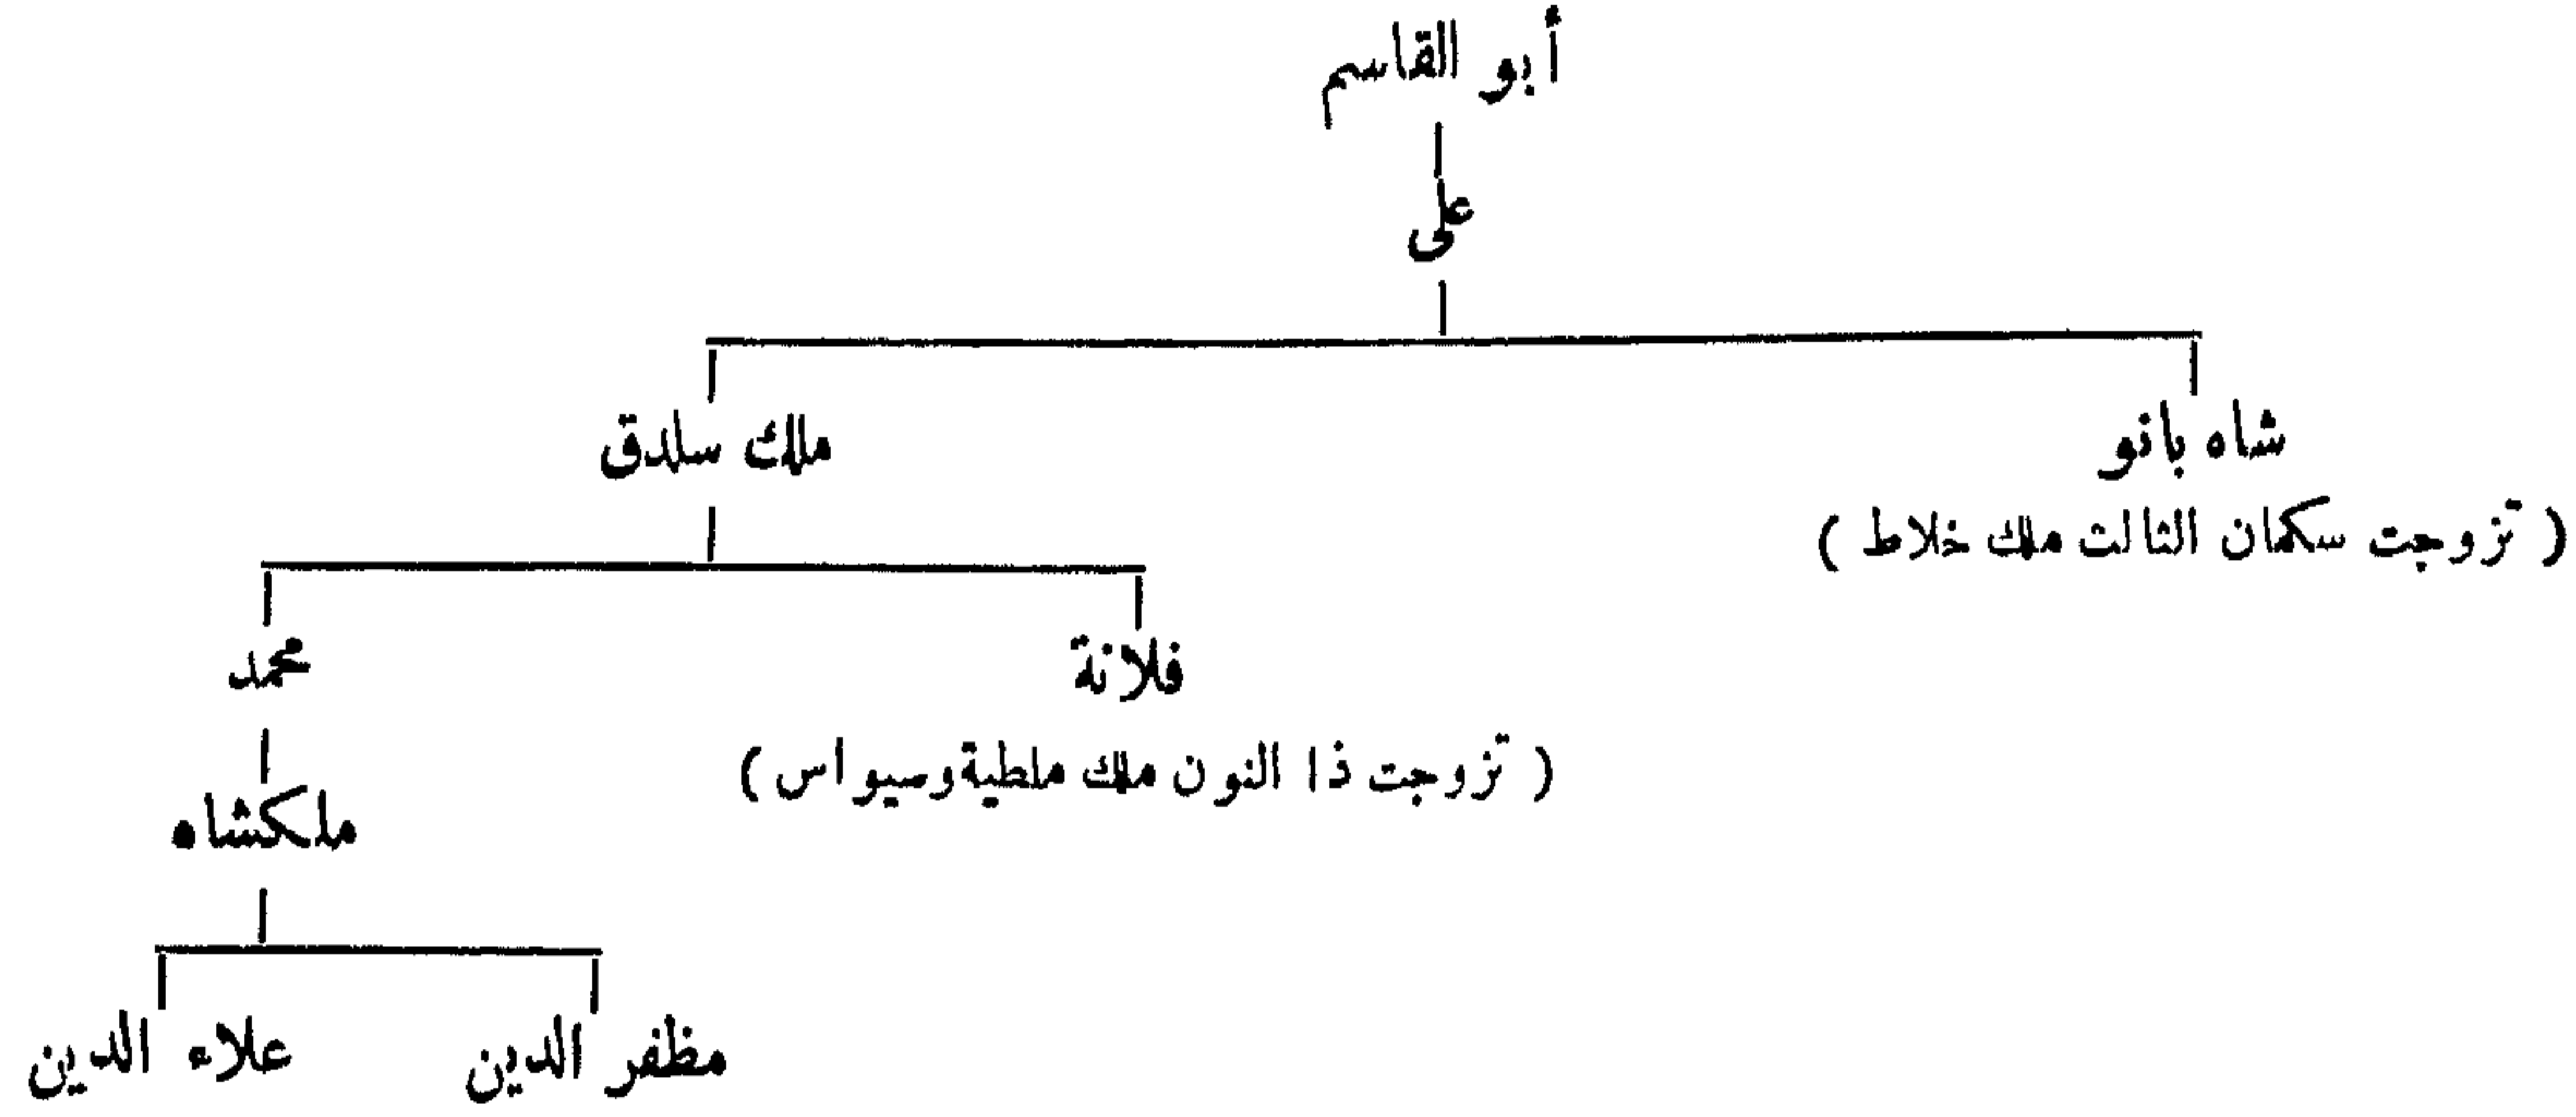 أبو القاسم
على
شاه بانو
ملك سلدق
( تزوجت سكمان الثالث ملك خلاط )
فلانة
محمد
( تزوجت ذا النون ملك ملطية وسيواس )
ملكشاه
مظفر الدين
علاء الدين